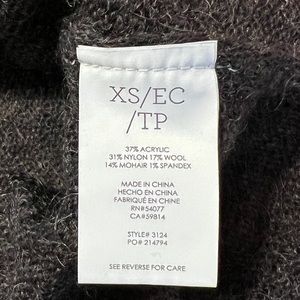 XS/EC
/TP
37% ACRYLIC
31% NYLON 17% WOOL
14% MOHAIR 1% SPANDEX
MADE IN CHINA
HECHO EN CHINA
FABRIQUÉ EN CHINE
RN#54077
CA#59814
STYLE# 3124
PO# 214794
SEE REVERSE FOR CARE